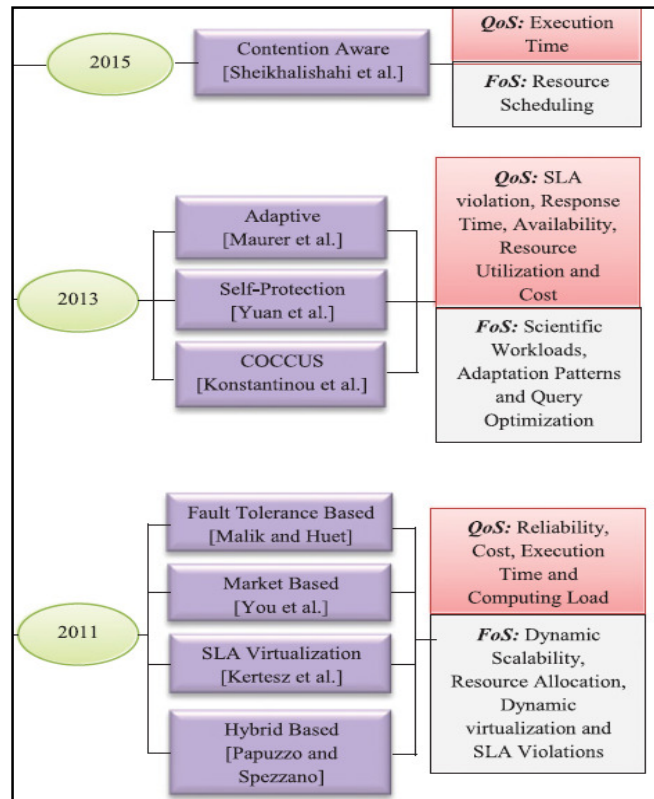 2015
Contention Aware
[Sheikhalishahi et al.]
QoS: Execution
Time
FoS: Resource
Scheduling
2013
Adaptive
[Maurer et al.]
Self-Protection
[Yuan et al.]
COCCUS
[Konstantinou et al.]
QoS: SLA
violation, Response
Time, Availability,
Resource
Utilization and
Cost
FoS: Scientific
Workloads,
Adaptation Patterns
and Query
Optimization
2011
Fault Tolerance Based
[Malik and Huet]
Market Based
[You et al.]
SLA Virtualization
[Kertesz et al.]
Hybrid Based
[Papuzzo and
Spezzano]
QoS: Reliability,
Cost, Execution
Time and
Computing Load
FoS: Dynamic
Scalability,
Resource Allocation,
Dynamic
virtualization and
SLA Violations